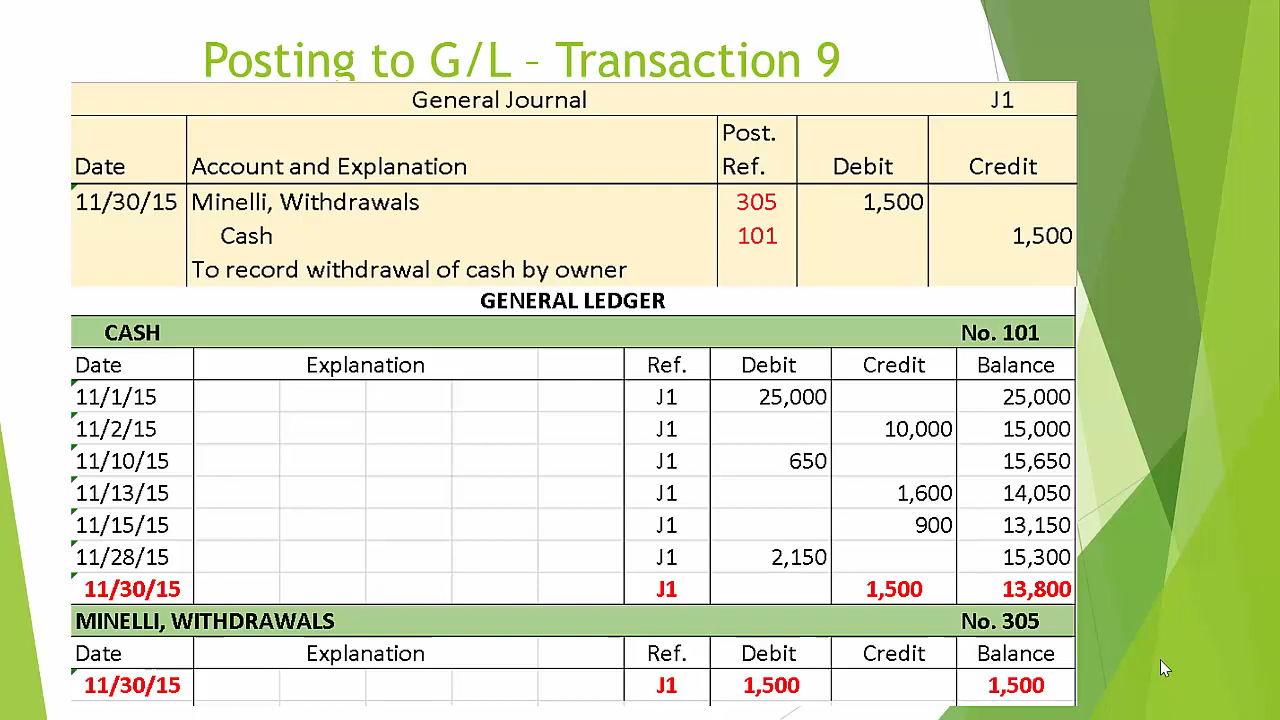 Posting to G/L – Transaction 9
General Journal J1
Post.
Date Account and Explanation Ref. Debit Credit
11/30/15 Minelli, Withdrawals 305 1,500
Cash 101 1,500
To record withdrawal of cash by owner
GENERAL LEDGER
CASH No. 101
Date Explanation Ref. Debit Credit Balance
11/1/15 J1 25,000 25,000
11/2/15 J1 10,000 15,000
11/10/15 J1 650 15,650
11/13/15 J1 1,600 14,050
11/15/15 J1 900 13,150
11/28/15 J1 2,150 15,300
11/30/15 J1 1,500 13,800
MINELLI, WITHDRAWALS No. 305
Date Explanation Ref. Debit Credit Balance
11/30/15 J1 1,500 1,500